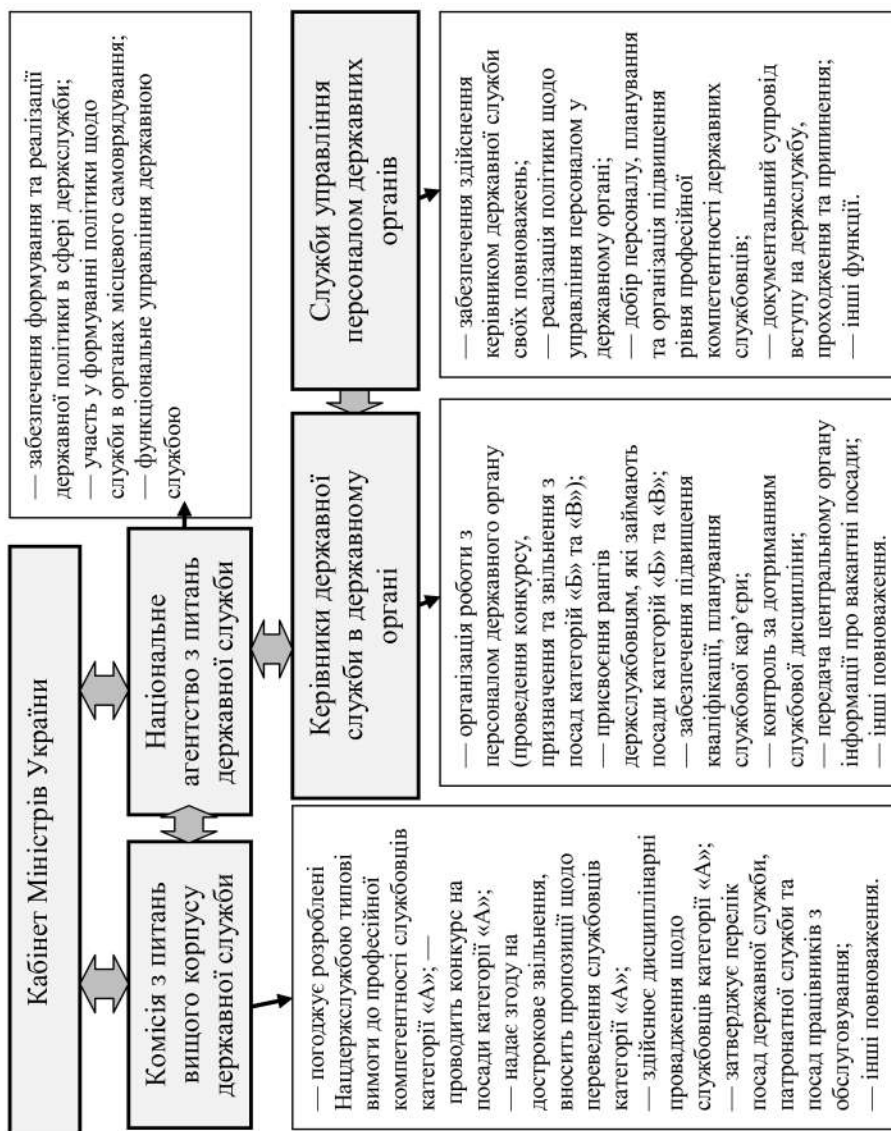 Кабінет Міністрів України
Комісія з питань
вищого корпусу
державної служби
Національне
агентство з питань
державної служби
— забезпечення формування та реалізації
державної політики в сфері держслужби;
— участь у формуванні політики щодо
служби в органах місцевого самоврядування;
— функціональне управління державною
службою
— погоджує розроблені
Нацдержслужбою типові
вимоги до професійної
компетентності службовців
категорії «А»; —
проводить конкурс на
посади категорії «А»;
— надає згоду на
дострокове звільнення,
вносить пропозиції щодо
переведення службовців
категорії «А»;
— здійснює дисциплінарні
провадження щодо
службовців категорії «А»;
— затверджує перелік
посад державної служби,
патронатної служби та
посад працівників з
обслуговування;
— інші повноваження.
Керівники державної
служби в державному
органі
— організація роботи з
персоналом державного органу
(проведення конкурсу,
призначення та звільнення з
посад категорій «Б» та «В»);
— присвоєння рангів
держслужбовцям, які займають
посади категорій «Б» та «В»;
— забезпечення підвищення
кваліфікації, планування
службової кар’єри;
— контроль за дотриманням
службової дисципліни;
— передача центральному органу
інформації про вакантні посади;
— інші повноваження.
Служби управління
персоналом державних
органів
— забезпечення здійснення
керівником державної служби
своїх повноважень;
— реалізація політики щодо
управління персоналом у
державному органі;
— добір персоналу, планування
та організація підвищення
рівня професійної
компетентності державних
службовців;
— документальний супровід
вступу на держслужбу,
проходження та припинення;
— інші функції.